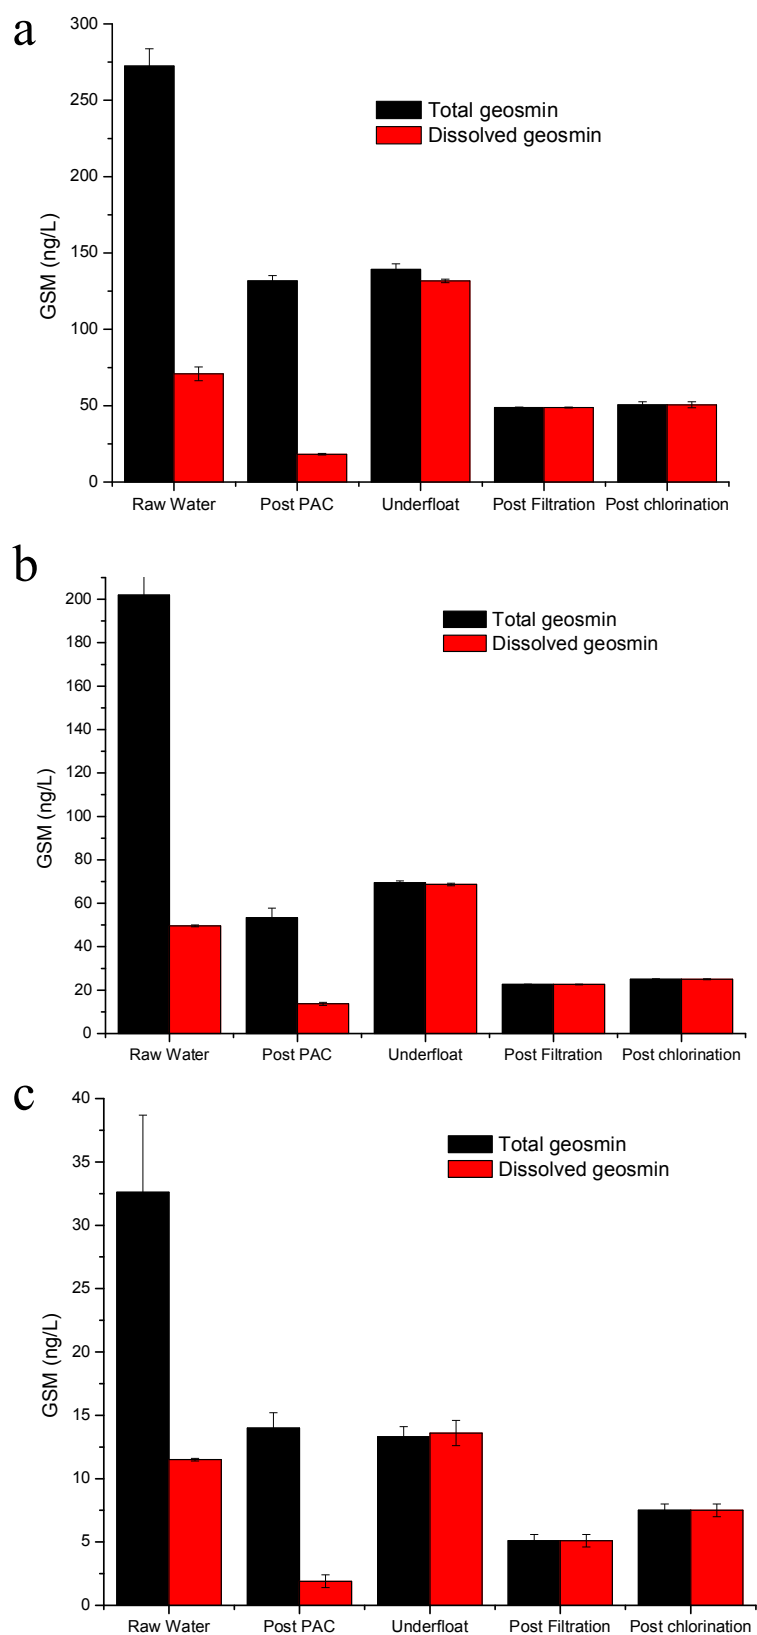 a
300
250
200
150
100
50
0
GSM (ng/L)
Total geosmin
Dissolved geosmin
Raw Water
Post PAC
Underfloat
Post Filtration
Post chlorination
b
200
180
160
140
120
100
80
60
40
20
0
GSM (ng/L)
Total geosmin
Dissolved geosmin
Raw Water
Post PAC
Underfloat
Post Filtration
Post chlorination
c
40
35
30
25
20
15
10
5
0
GSM (ng/L)
Total geosmin
Dissolved geosmin
Raw Water
Post PAC
Underfloat
Post Filtration
Post chlorination